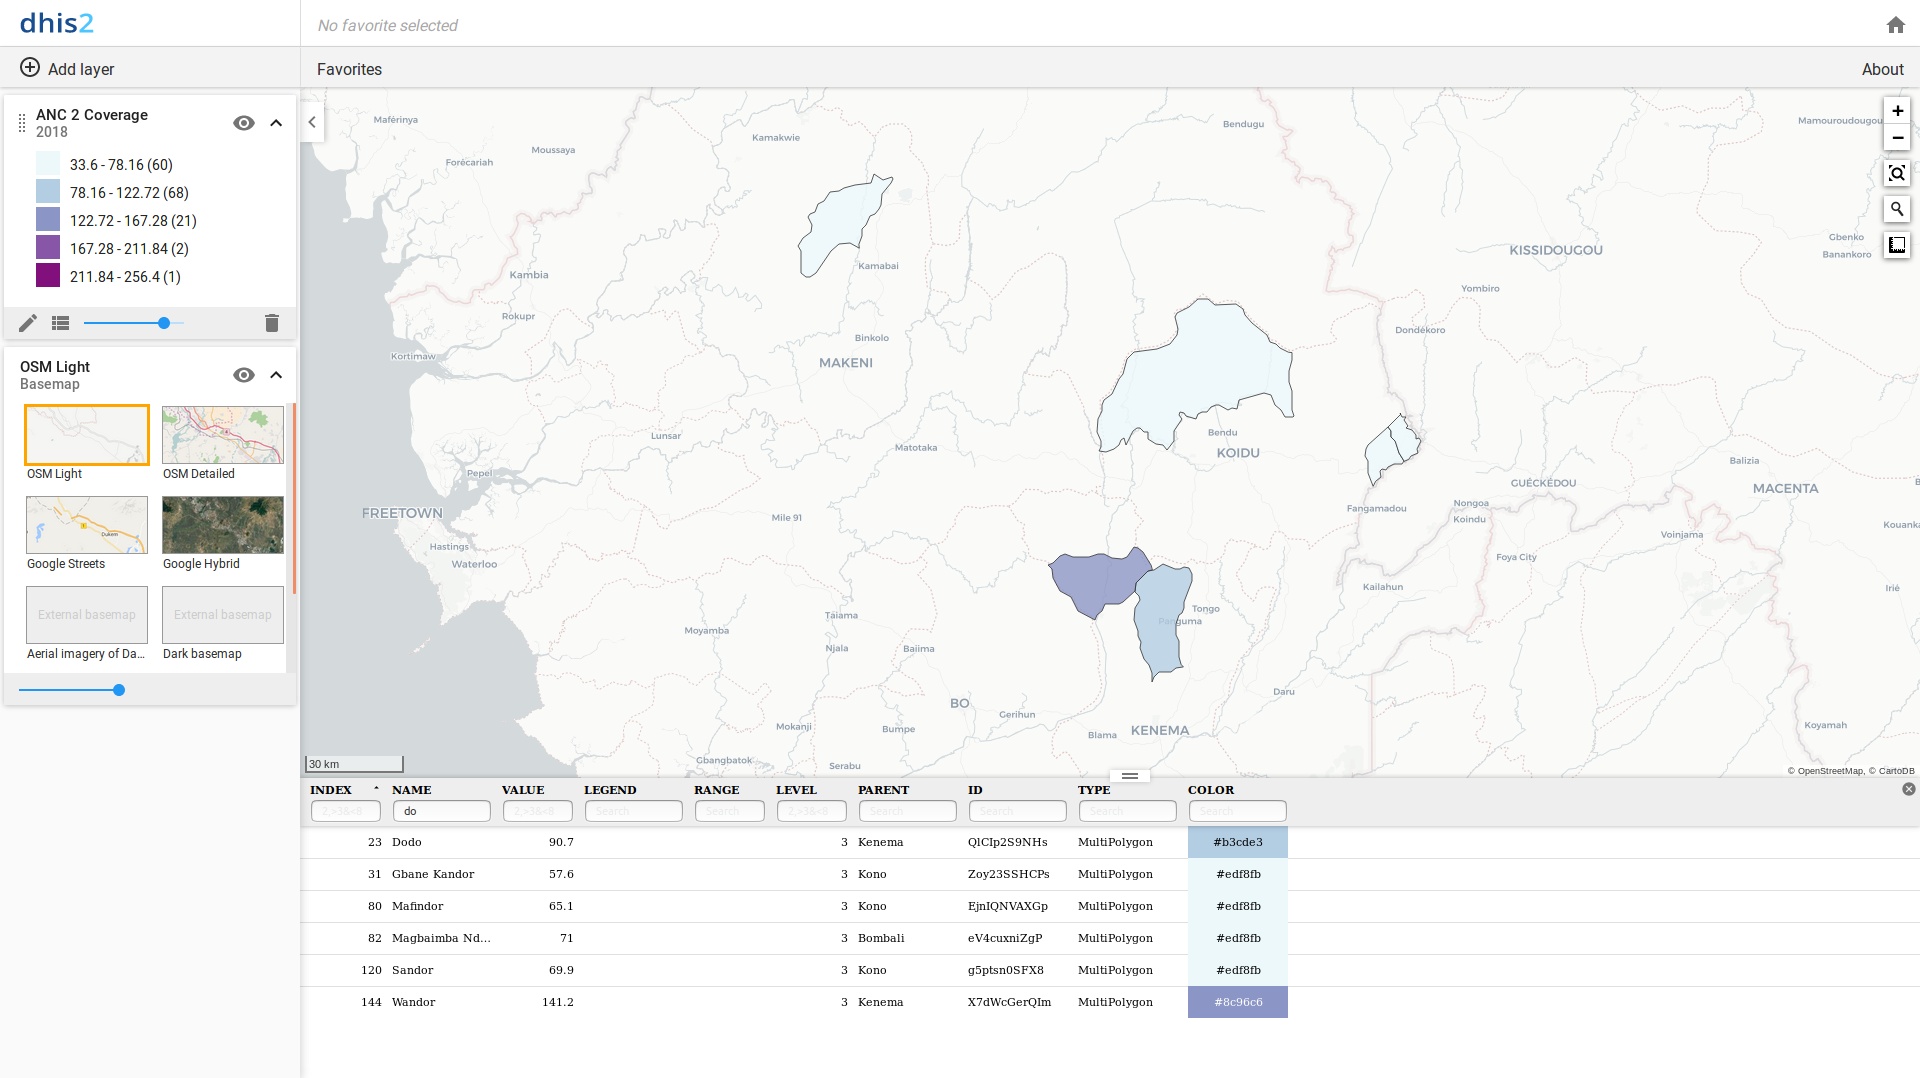 dhis2
No favorite selected
Add layer
Favorites
About
ANC 2 Coverage
2018
33.6 - 78.16 (60)
78.16 - 122.72 (68)
122.72 - 167.28 (21)
167.28 - 211.84 (2)
211.84 - 256.4 (1)
OSM Light
Basemap
OSM Light
OSM Detailed
Dukem
Google Streets
Google Hybrid
External basemap
External basemap
Aerial imagery of Da...
Dark basemap
Maférinya
Moussaya
Forécariah
Kamakwie
Bendugu
Mamouroudougou
Gbenko
Banankoro
KISSIDOUGOU
Kambia
Kamabai
Yombiro
Rokupr
Dondékoro
Binkolo
Kortimaw
MAKENI
Lunsar
Matotaka
Bendu
KOIDU
Balizia
Pepel
GUÉCKÉDOU
MACENTA
Fangamadou
Nongoa
Koindu
FREETOWN
Mile 91
Kouanka
Voinjama
Hastings
Waterloo
Foya City
Kailahun
Irié
Taiama
Tongo
Panguma
Moyamba
Njala
Baiima
Daru
BO
Gerihun
Mokanji
Bumpe
Blama
KENEMA
Koyamah
Gbangbatok
Serabu
30 km
© OpenStreetMap, © CartoDB
INDEX NAME VALUE LEGEND RANGE LEVEL PARENT ID TYPE COLOR
2,>3&<8 do 2,>3&<8 Search Search 2,>3&<8 Search Search Search Search
23 Dodo 90.7 3 Kenema QlCIp2S9NHs MultiPolygon #b3cde3
31 Gbane Kandor 57.6 3 Kono Zoy23SSHCPs MultiPolygon #edf8fb
80 Mafindor 65.1 3 Kono EjnIQNVAXGp MultiPolygon #edf8fb
82 Magbaimba Nd... 71 3 Bombali eV4cuxniZgP MultiPolygon #edf8fb
120 Sandor 69.9 3 Kono g5ptsn0SFX8 MultiPolygon #edf8fb
144 Wandor 141.2 3 Kenema X7dWcGerQIm MultiPolygon #8c96c6